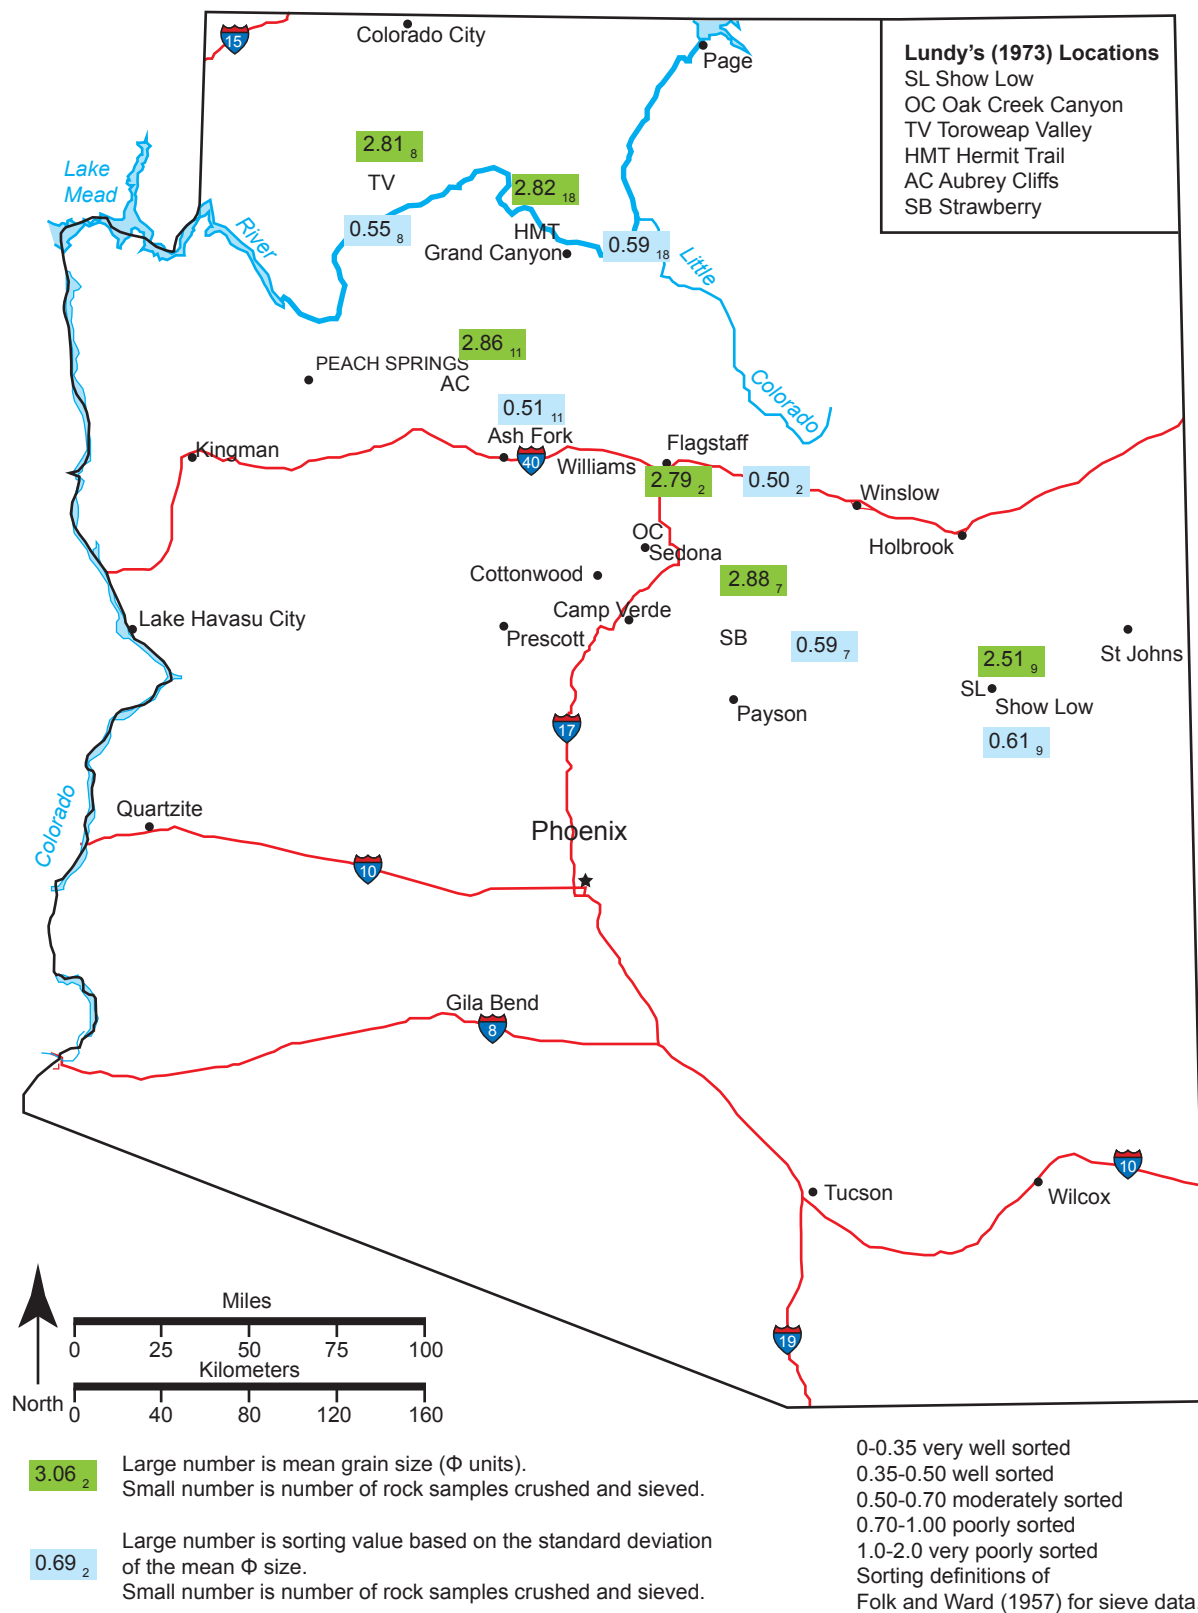 15
Colorado City
Page
Lundy's (1973) Locations
SL Show Low
OC Oak Creek Canyon
TV Toroweap Valley
HMT Hermit Trail
AC Aubrey Cliffs
SB Strawberry
2.81 8
TV
Lake
Mead
2.82 18
River
0.55 8
HMT
Grand Canyon
0.59 18
Little
2.86 11
PEACH SPRINGS
AC
Colorado
0.51 11
Ash Fork
Kingman
40
Williams
Flagstaff
2.79 2
0.50 2
Winslow
OC
Sedona
Holbrook
Cottonwood
2.88 7
Camp Verde
Lake Havasu City
Prescott
SB
0.59 7
2.51 9
St Johns
SL
Show Low
Payson
17
0.61 9
Colorado
Quartzite
Phoenix
10
Gila Bend
8
10
Tucson
Wilcox
19
Miles
0 25 50 75 100
Kilometers
0 40 80 120 160
North
3.06 2
Large number is mean grain size (Φ units).
Small number is number of rock samples crushed and sieved.
0.69 2
Large number is sorting value based on the standard deviation
of the mean Φ size.
Small number is number of rock samples crushed and sieved.
0-0.35 very well sorted
0.35-0.50 well sorted
0.50-0.70 moderately sorted
0.70-1.00 poorly sorted
1.0-2.0 very poorly sorted
Sorting definitions of
Folk and Ward (1957) for sieve data